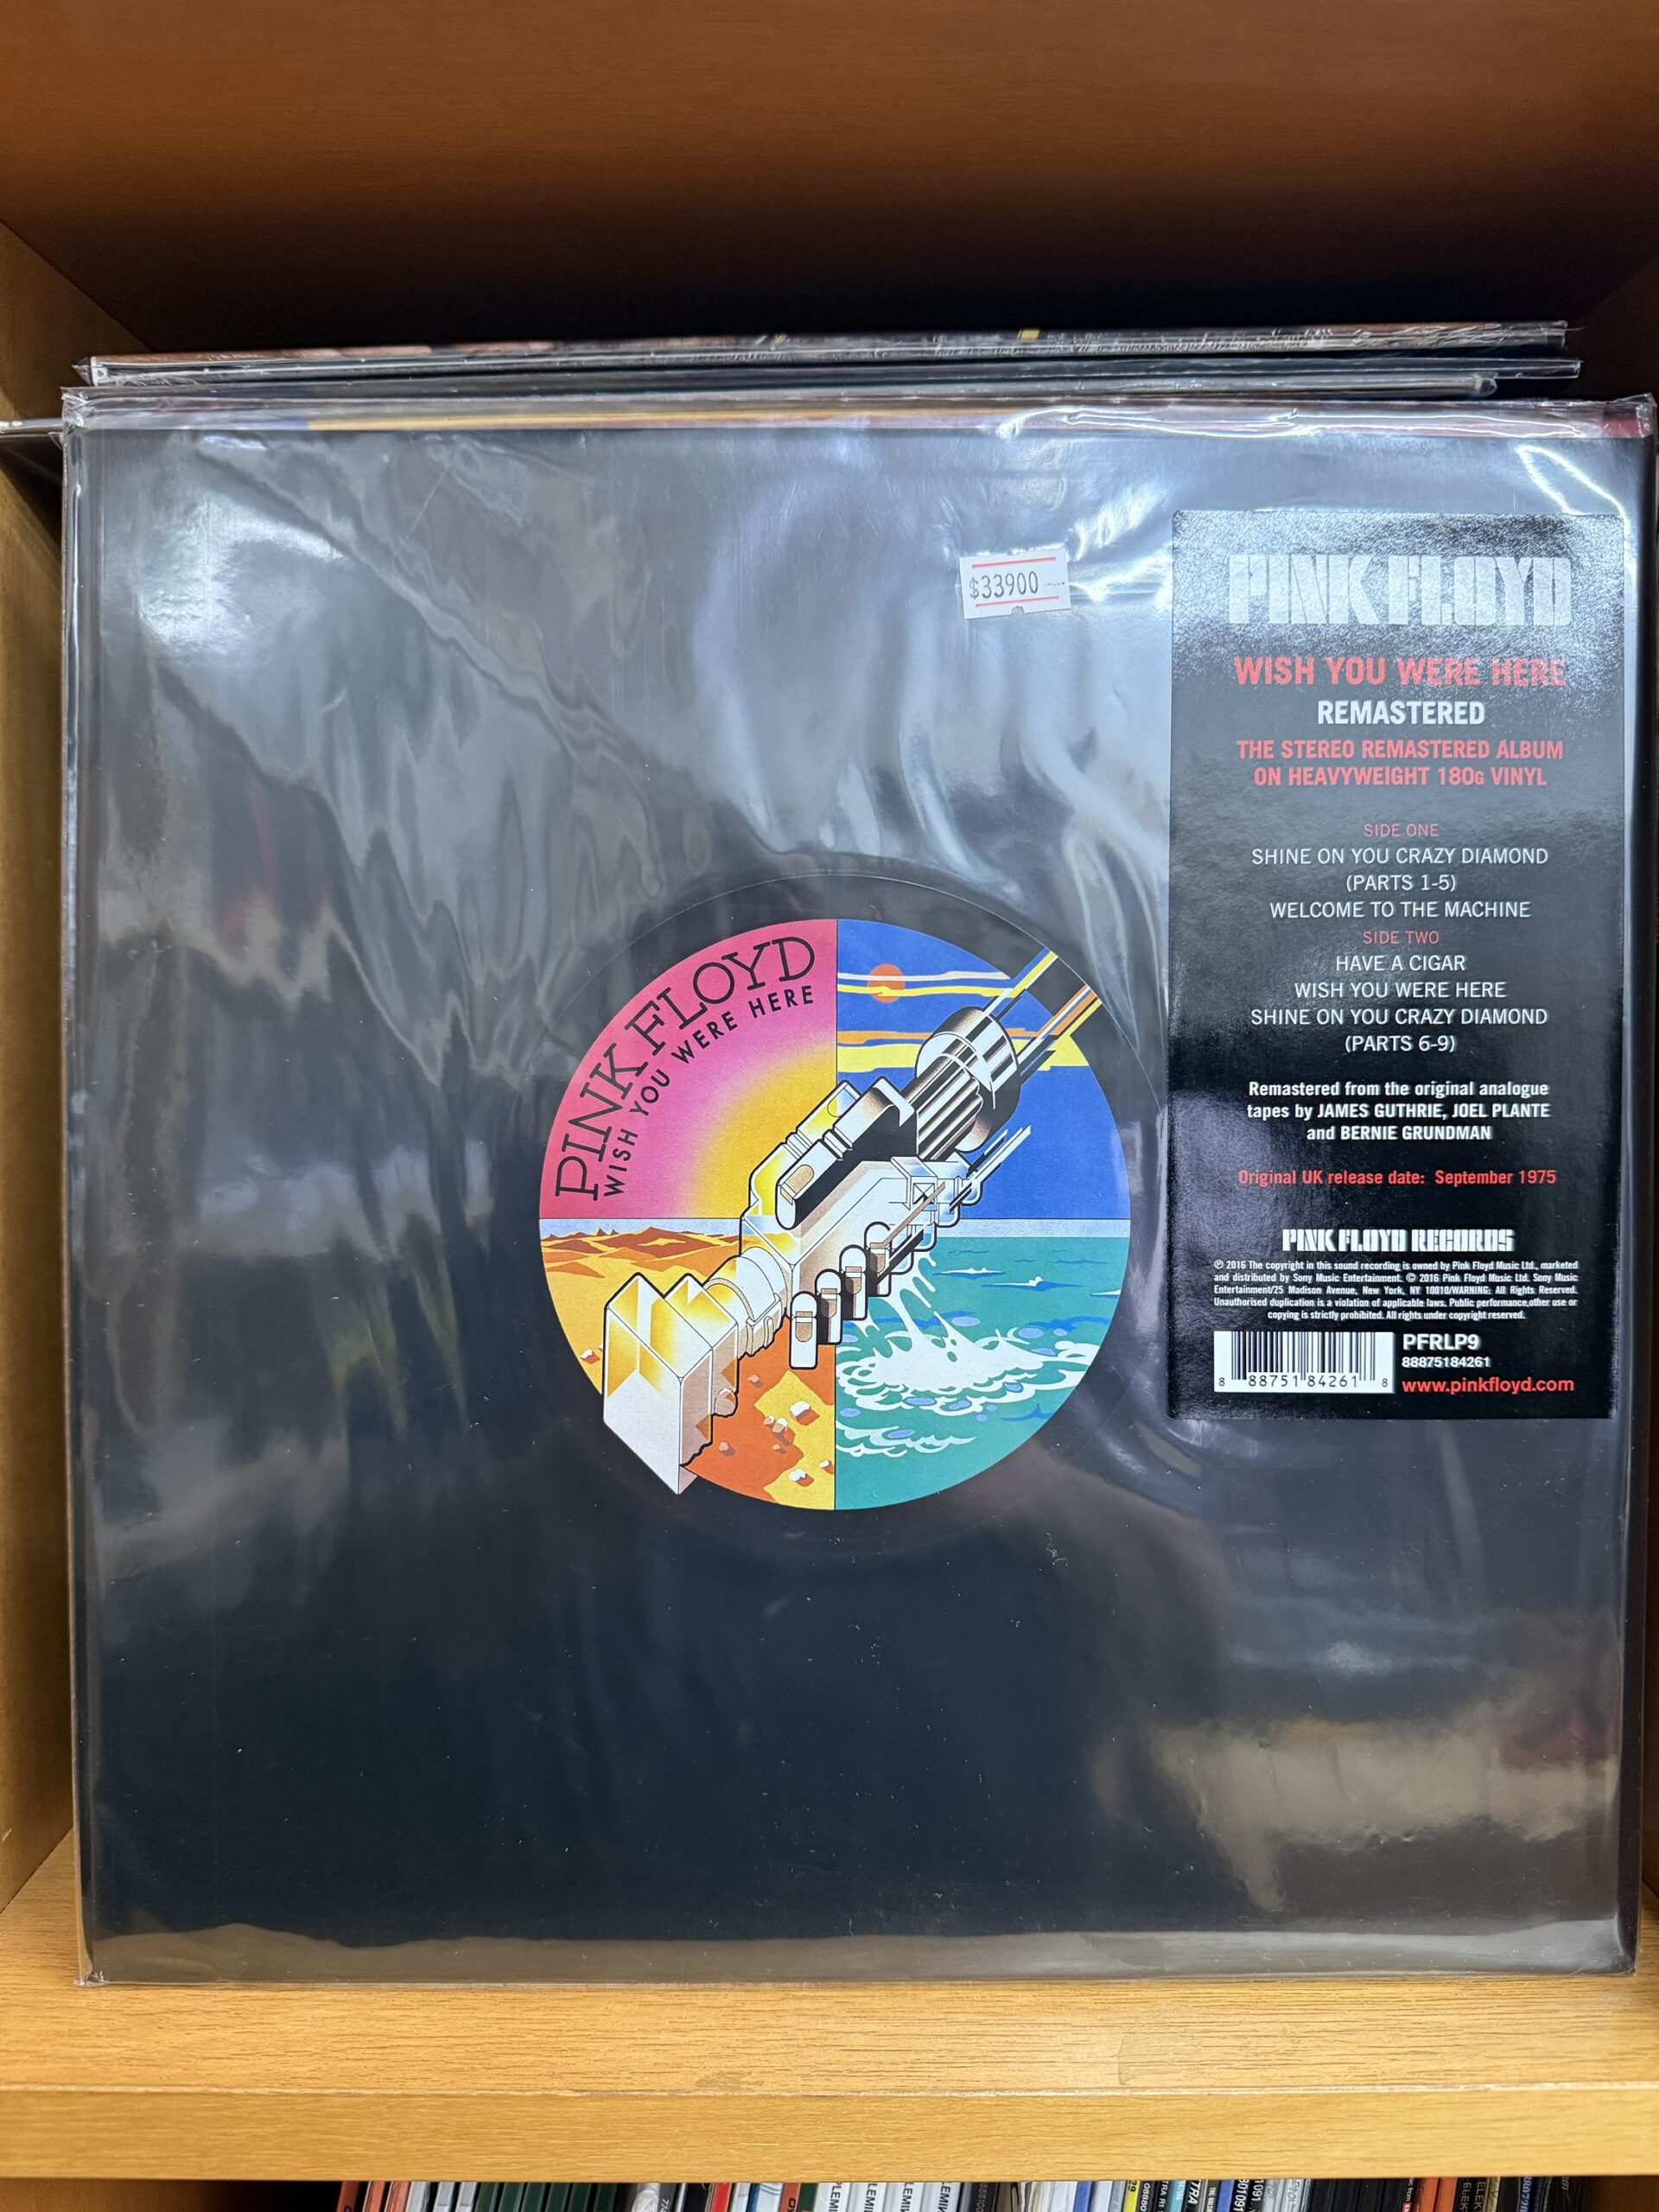 $33900
PINK FLOYD
WISH YOU WERE HERE
REMASTERED
THE STEREO REMASTERED ALBUM
ON HEAVYWEIGHT 180G VINYL
SIDE ONE
SHINE ON YOU CRAZY DIAMOND
(PARTS 1-5)
WELCOME TO THE MACHINE
SIDE TWO
HAVE A CIGAR
WISH YOU WERE HERE
SHINE ON YOU CRAZY DIAMOND
(PARTS 6-9)
Remastered from the original analogue
tapes by JAMES GUTHRIE, JOEL PLANTE
and BERNIE GRUNDMAN
Original UK release date: September 1975
PINK FLOYD RECORDS
℗ 2016 The copyright in this sound recording is owned by Pink Floyd Music Ltd., marketed
and distributed by Sony Music Entertainment. © 2016 Pink Floyd Music Ltd. Sony Music
Entertainment/25 Madison Avenue, New York, NY 10010/WARNING: All Rights Reserved.
Unauthorised duplication is a violation of applicable laws. Public performance,other use or
copying is strictly prohibited. All rights under copyright reserved.
PFRLP9
88875184261
8 88751 84261 8
www.pinkfloyd.com
PINK FLOYD
WISH YOU WERE HERE